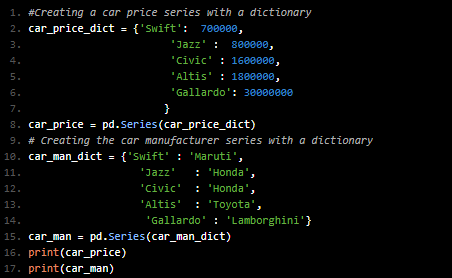 1. #Creating a car price series with a dictionary
2. car_price_dict = {'Swift':  700000,
3.                        'Jazz' :  800000,
4.                        'Civic' : 1600000,
5.                        'Altis' : 1800000,
6.                        'Gallardo': 30000000
7.                       }
8. car_price = pd.Series(car_price_dict)
9. # Creating the car manufacturer series with a dictionary
10. car_man_dict = {'Swift' : 'Maruti',
11.                   'Jazz'   : 'Honda',
12.                   'Civic'  : 'Honda',
13.                   'Altis'  : 'Toyota',
14.                    'Gallardo' : 'Lamborghini'}
15. car_man = pd.Series(car_man_dict)
16. print(car_price)
17. print(car_man)